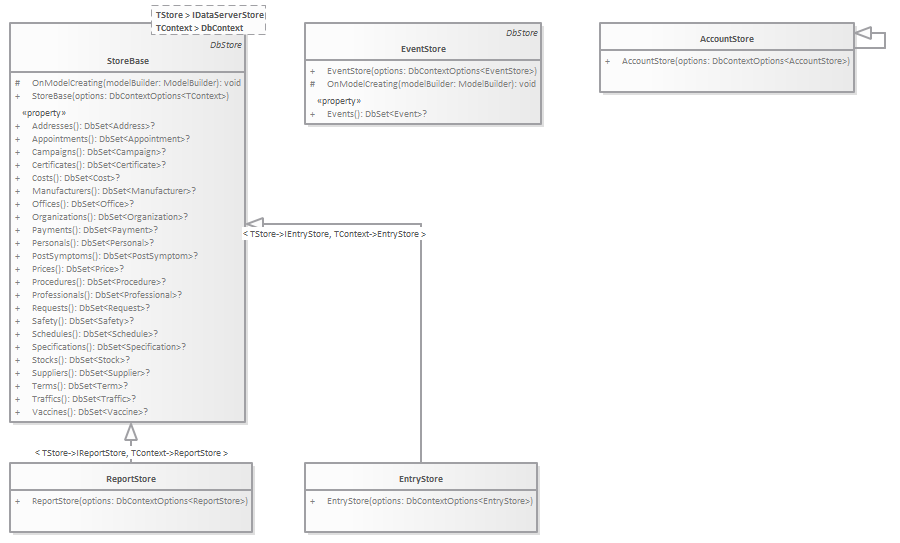 TStore > IDataServerStore
TContext > DbContext
DbStore
StoreBase
# OnModelCreating(modelBuilder: ModelBuilder): void
+ StoreBase(options: DbContextOptions<TContext>)
«property»
+ Addresses(): DbSet<Address>?
+ Appointments(): DbSet<Appointment>?
+ Campaigns(): DbSet<Campaign>?
+ Certificates(): DbSet<Certificate>?
+ Costs(): DbSet<Cost>?
+ Manufacturers(): DbSet<Manufacturer>?
+ Offices(): DbSet<Office>?
+ Organizations(): DbSet<Organization>?
+ Payments(): DbSet<Payment>?
+ Personals(): DbSet<Personal>?
+ PostSymptoms(): DbSet<PostSymptom>?
+ Prices(): DbSet<Price>?
+ Procedures(): DbSet<Procedure>?
+ Professionals(): DbSet<Professional>?
+ Requests(): DbSet<Request>?
+ Safety(): DbSet<Safety>?
+ Schedules(): DbSet<Schedule>?
+ Specifications(): DbSet<Specification>?
+ Stocks(): DbSet<Stock>?
+ Suppliers(): DbSet<Supplier>?
+ Terms(): DbSet<Term>?
+ Traffics(): DbSet<Traffic>?
+ Vaccines(): DbSet<Vaccine>?
DbStore
EventStore
+ EventStore(options: DbContextOptions<EventStore>)
# OnModelCreating(modelBuilder: ModelBuilder): void
«property»
+ Events(): DbSet<Event>?
AccountStore
+ AccountStore(options: DbContextOptions<AccountStore>)
< TStore->IEntryStore, TContext->EntryStore >
< TStore->IReportStore, TContext->ReportStore >
ReportStore
+ ReportStore(options: DbContextOptions<ReportStore>)
EntryStore
+ EntryStore(options: DbContextOptions<EntryStore>)